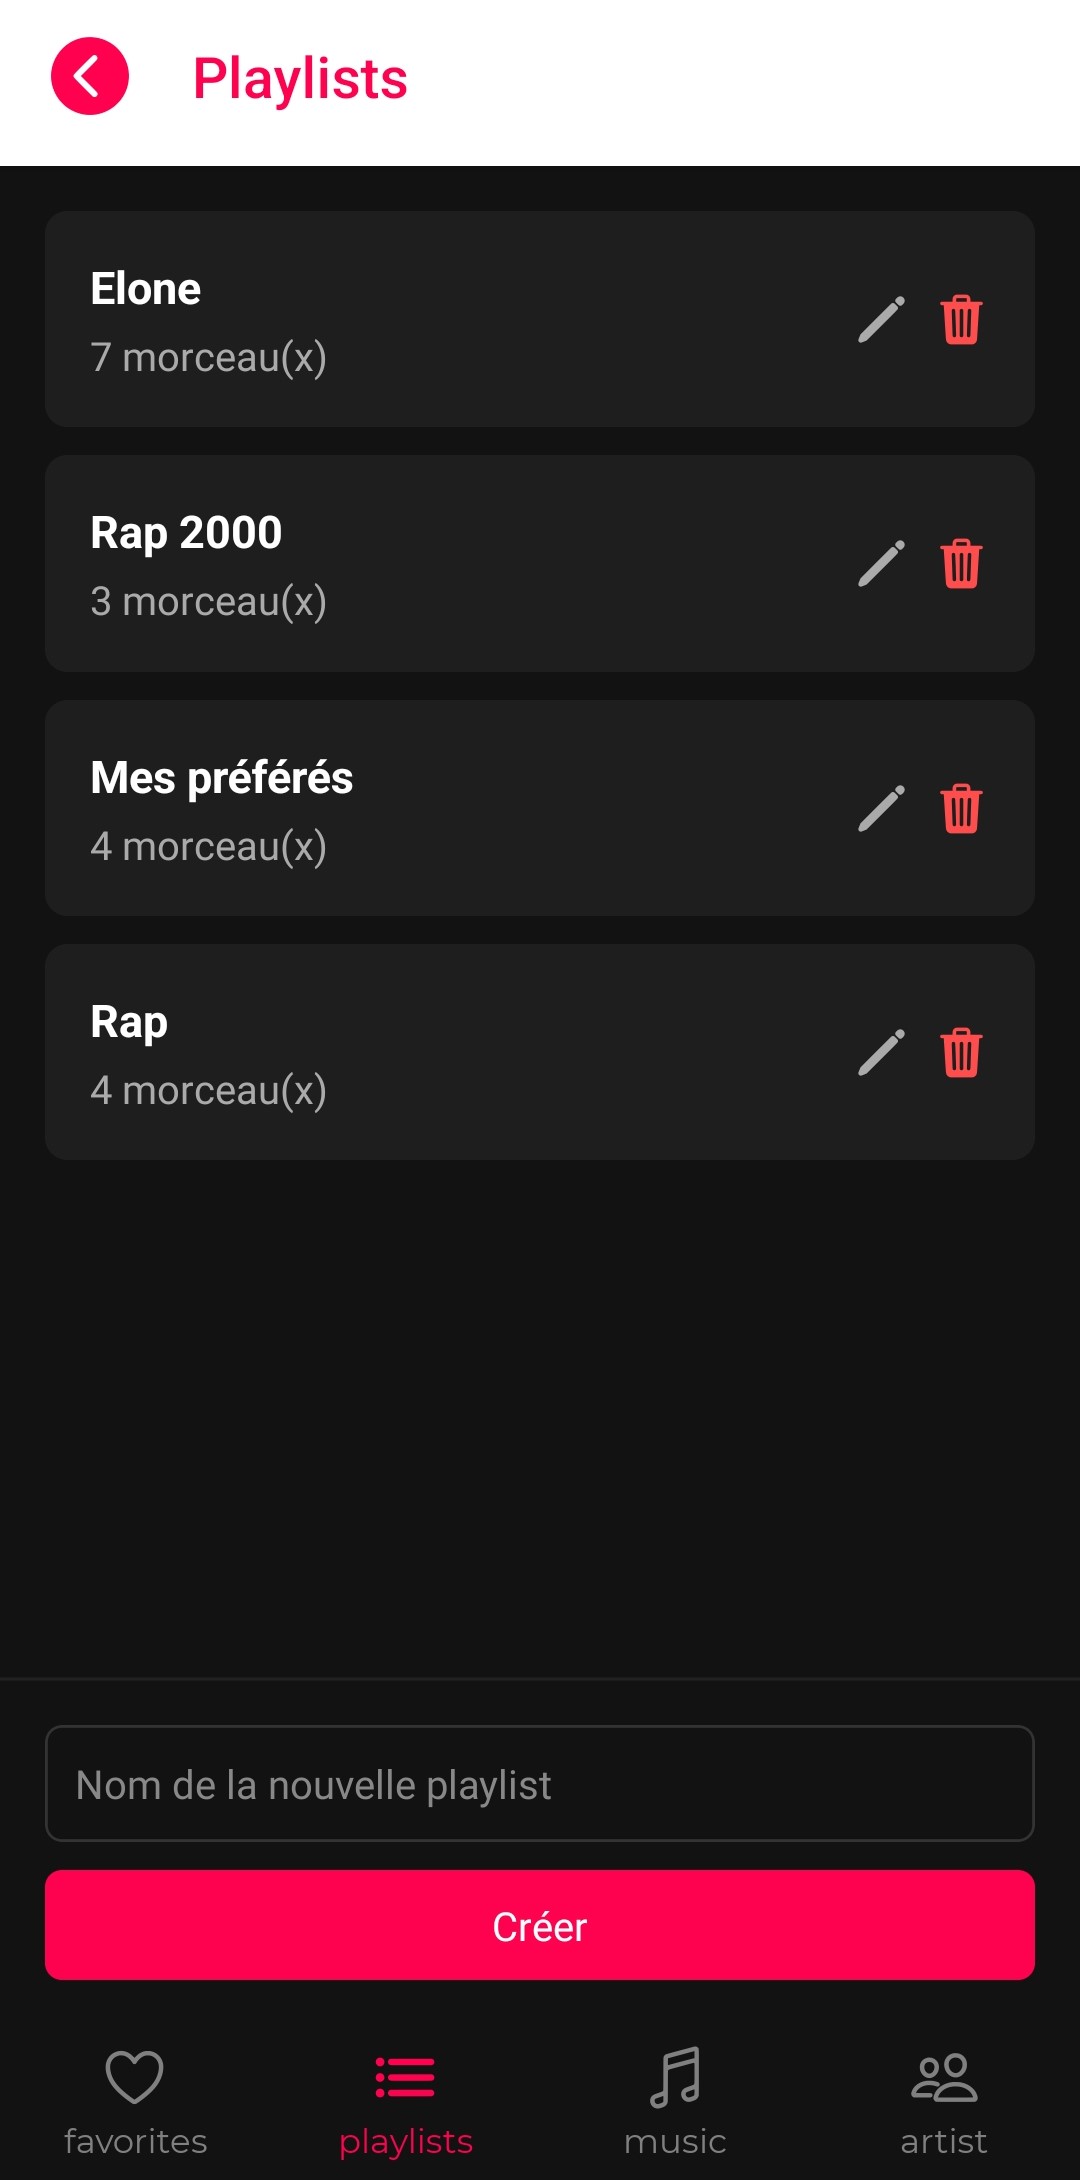 Playlists
Elone
7 morceau(x)
Rap 2000
3 morceau(x)
Mes préférés
4 morceau(x)
Rap
4 morceau(x)
Nom de la nouvelle playlist
Créer
favorites playlists music artist